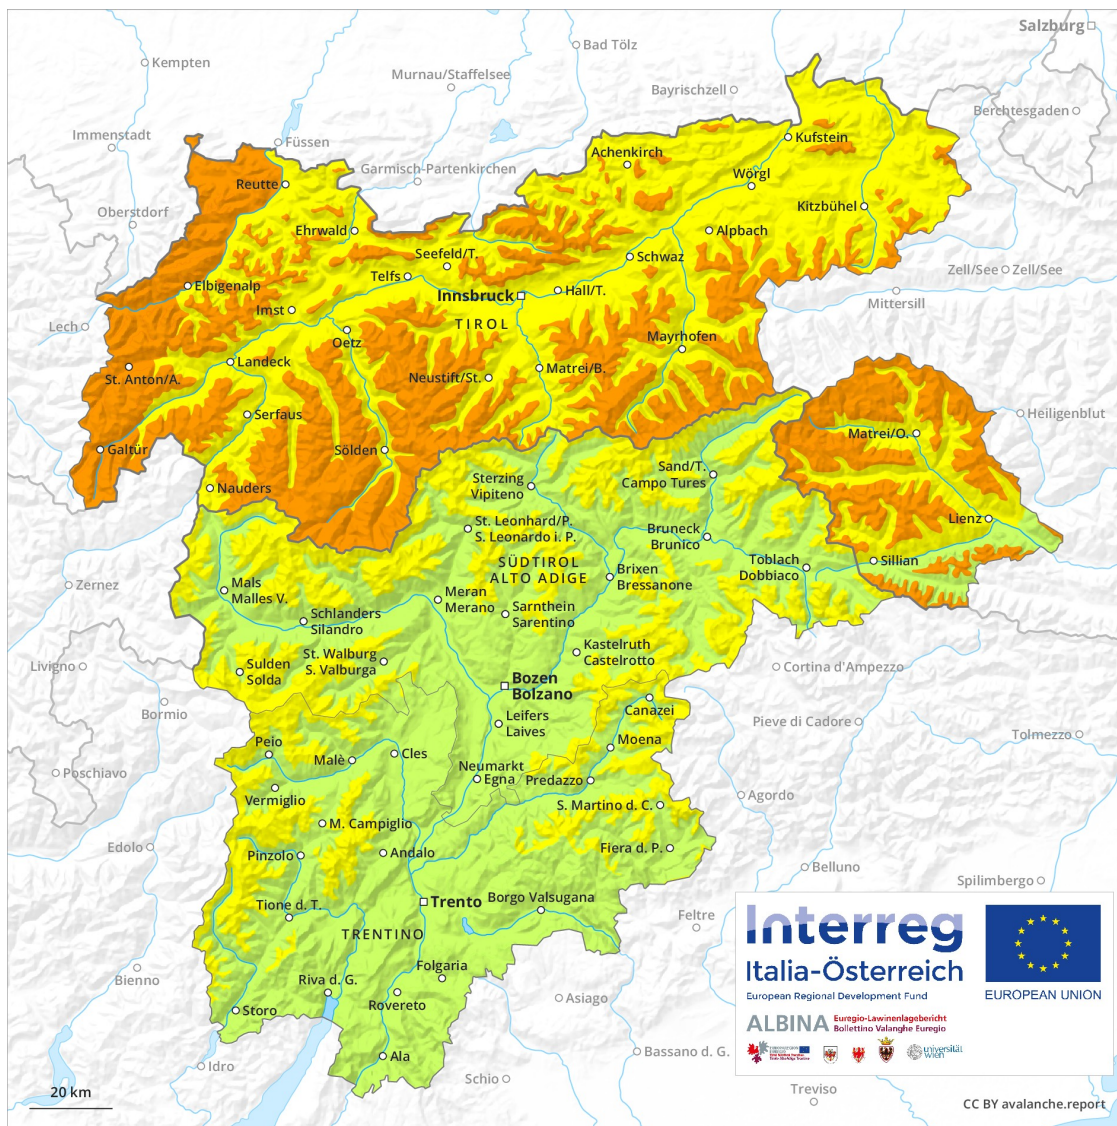 Salzburg
Bad Tölz
Kempten
Murnau/Staffelsee
Bayrischzell
Berchtesgaden
Immenstadt
Füssen
Kufstein
Achenkirch
Garmisch-Partenkirchen
Wörgl
Reutte
Oberstdorf
Kitzbühel
Ehrwald
Alpbach
Seefeld/T.
Schwaz
Telfs
Zell/See
Zell/See
Elbigenalp
Hall/T.
Innsbruck
Mittersill
Imst
TIROL
Lech
Oetz
Mayrhofen
Landeck
St. Anton/A.
Neustift/St.
Matrei/B.
Serfaus
Heiligenblut
Matrei/O.
Galtür
Sölden
Sand/T.
Campo Tures
Sterzing
Vipiteno
Nauders
Lienz
St. Leonhard/P.
S. Leonardo i. P.
Bruneck
Brunico
SÜDTIROL
ALTO ADIGE
Toblach
Dobbiaco
Sillian
Brixen
Bressanone
Zernez
Mals
Malles V.
Meran
Merano
Sarnthein
Sarentino
Schlanders
Silandro
Kastelruth
Castelrotto
St. Walburg
S. Valburga
Livigno
Sulden
Solda
Cortina d'Ampezzo
Bozen
Bolzano
Bormio
Canazei
Leifers
Laives
Pieve di Cadore
Tolmezzo
Moena
Peio
Cles
Malè
Poschiavo
Neumarkt
Egna
Predazzo
Vermiglio
Agordo
S. Martino d. C.
M. Campiglio
Edolo
Pinzolo
Andalo
Fiera d. P.
Belluno
Spilimbergo
Trento
Borgo Valsugana
Tione d. T.
Feltre
TRENTINO
Folgaria
Bienno
Riva d. G.
Rovereto
Asiago
Storo
Bassano d. G.
Ala
Idro
Schio
Treviso
20 km
Interreg
Italia-Österreich
European Regional Development Fund
EUROPEAN UNION
ALBINA
Euregio-Lawinenlagebericht
Bollettino Valanghe Euregio
universität
wien
CC BY avalanche.report